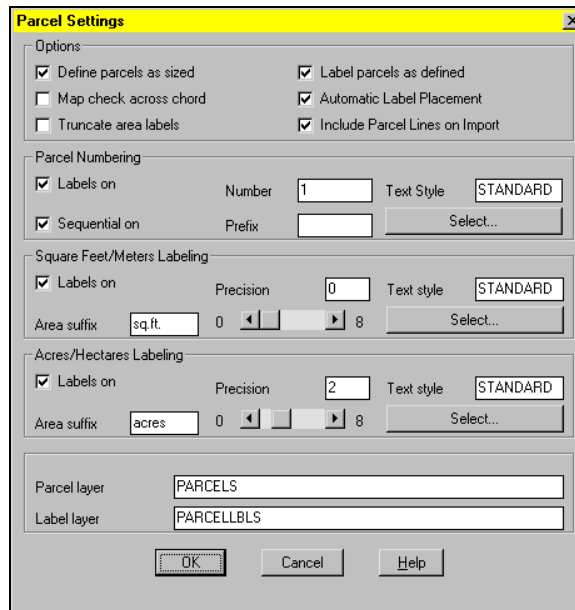 Parcel Settings
Options
Define parcels as sized
Label parcels as defined
Map check across chord
Automatic Label Placement
Truncate area labels
Include Parcel Lines on Import
Parcel Numbering
Labels on
Number 1
Text Style STANDARD
Sequential on
Prefix
Select...
Square Feet/Meters Labeling
Labels on
Precision 0
Text style STANDARD
Area suffix sq.ft.
0 8
Select...
Acres/Hectares Labeling
Labels on
Precision 2
Text style STANDARD
Area suffix acres
0 8
Select...
Parcel layer PARCELS
Label layer PARCELLBLS
OK Cancel Help